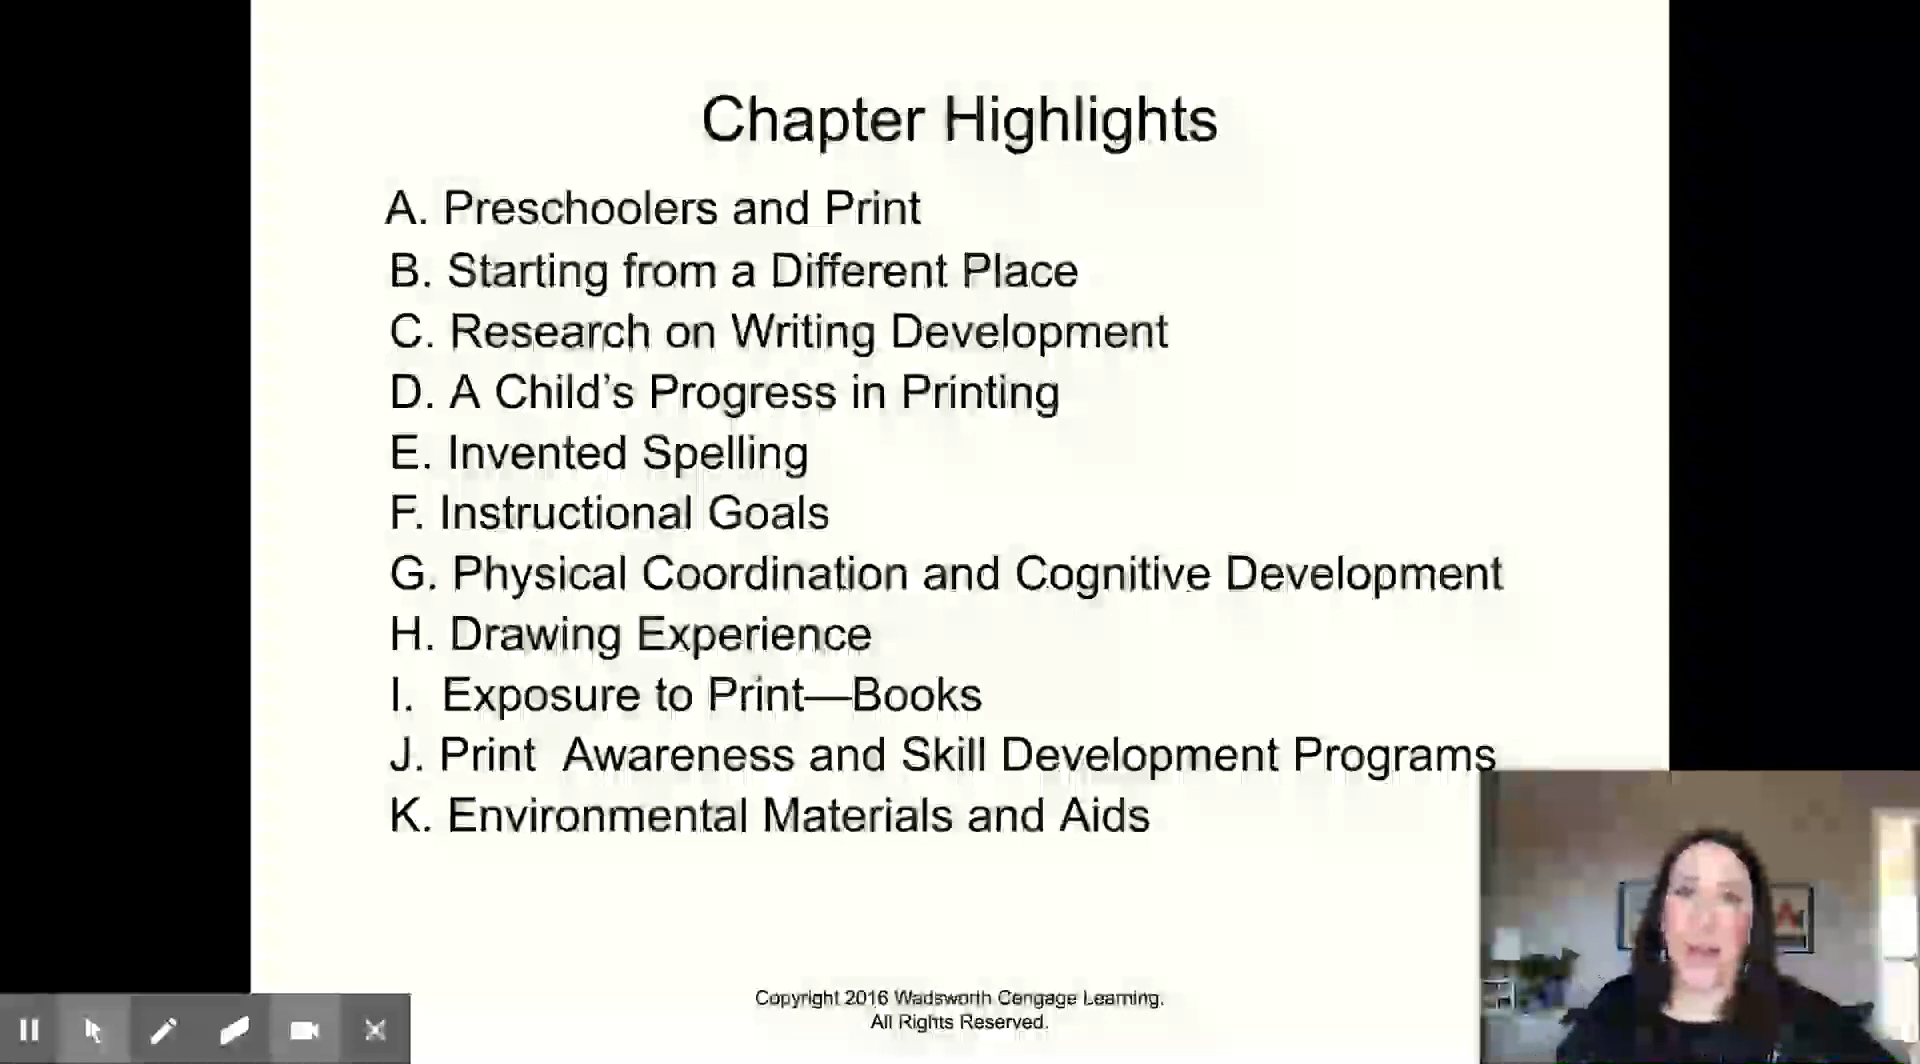 Chapter Highlights
A. Preschoolers and Print
B. Starting from a Different Place
C. Research on Writing Development
D. A Child’s Progress in Printing
E. Invented Spelling
F. Instructional Goals
G. Physical Coordination and Cognitive Development
H. Drawing Experience
I. Exposure to Print—Books
J. Print Awareness and Skill Development Programs
K. Environmental Materials and Aids
Copyright 2016 Wadsworth Cengage Learning.
All Rights Reserved.